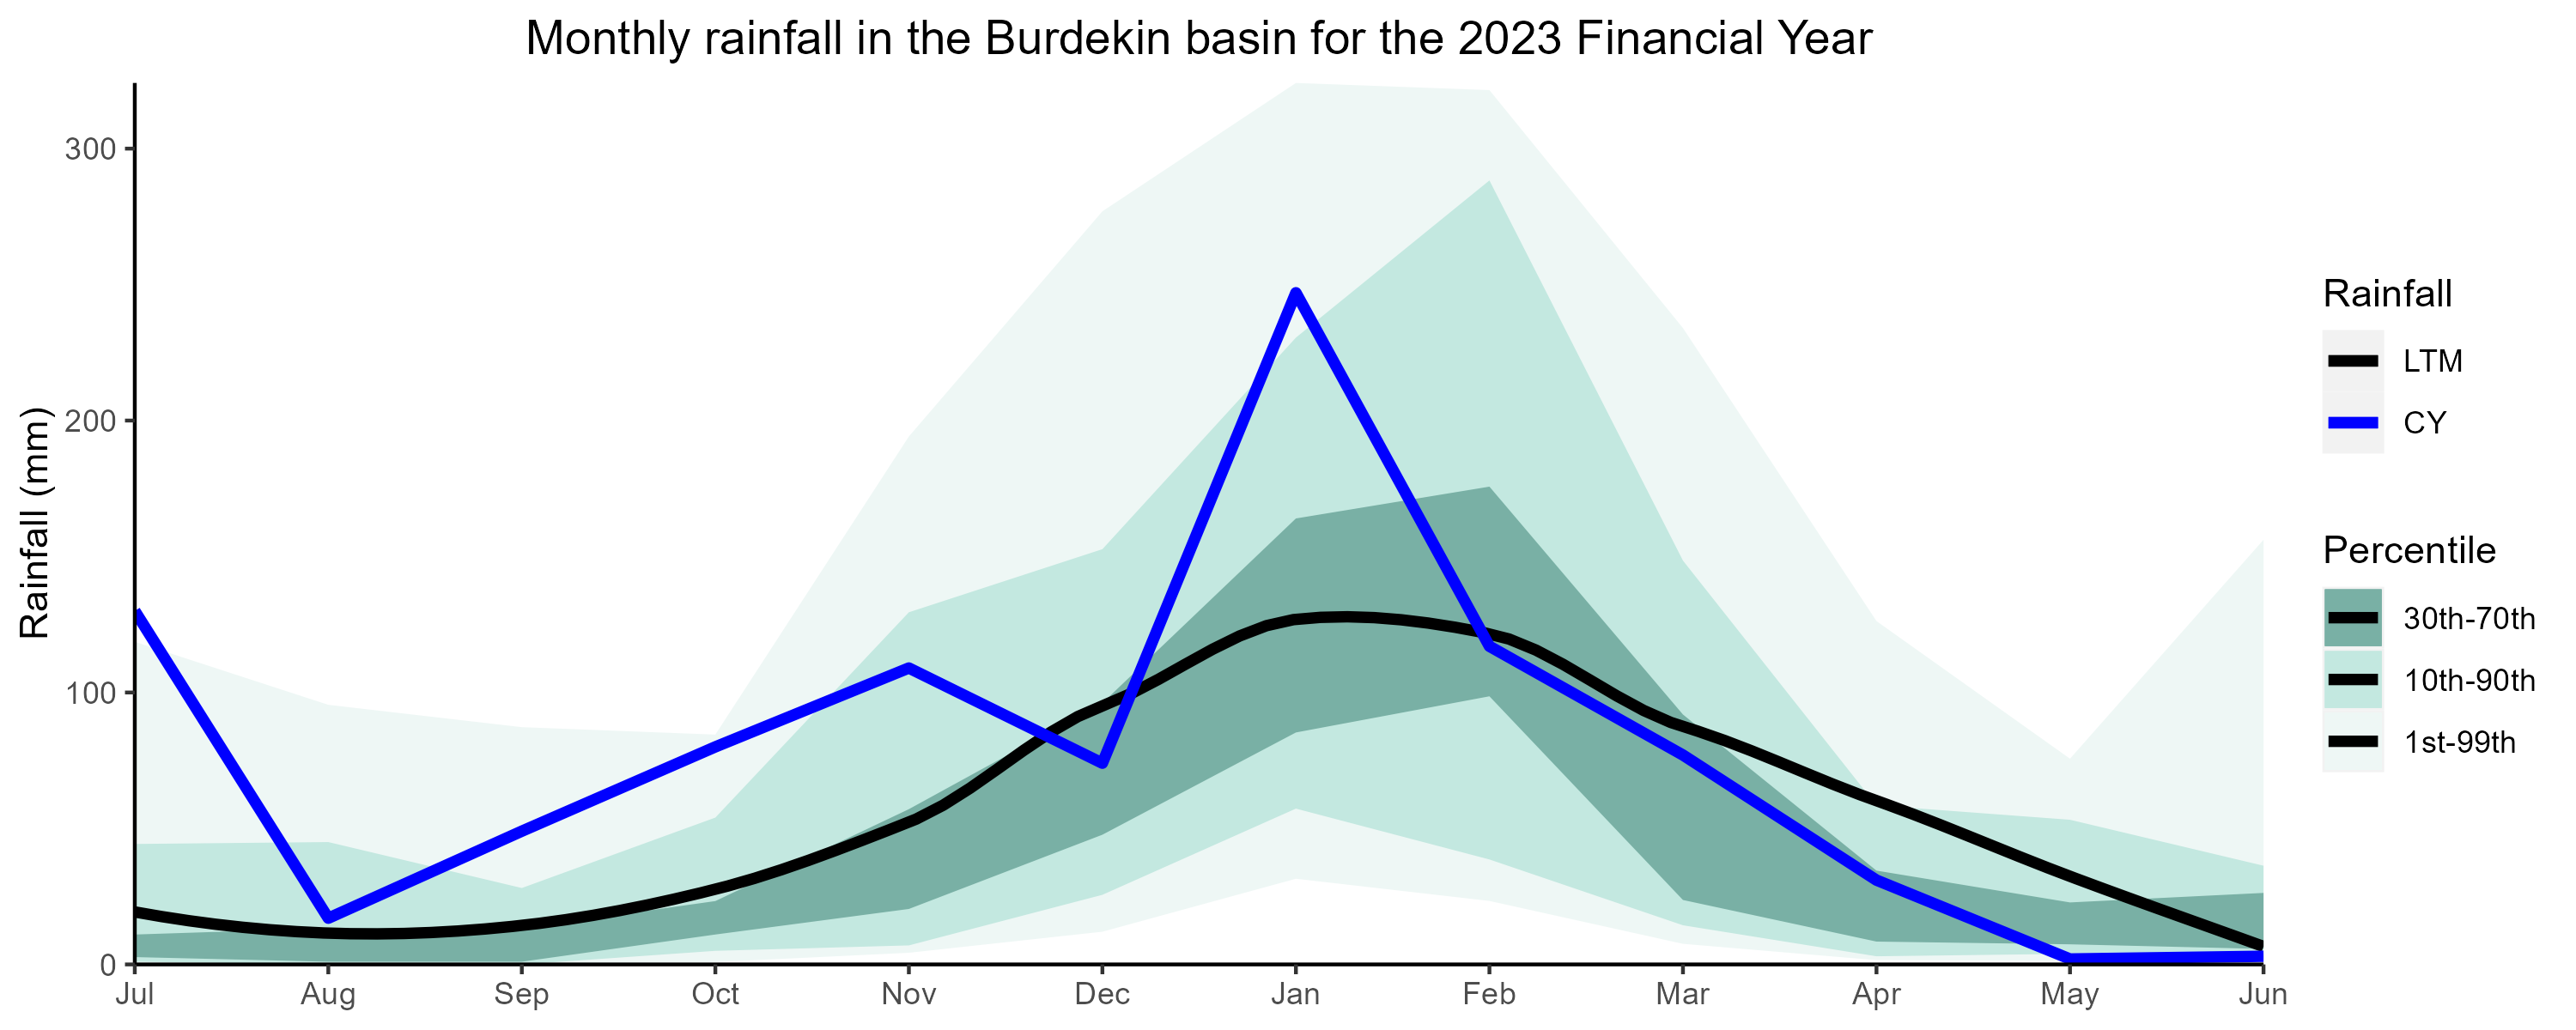 Monthly rainfall in the Burdekin basin for the 2023 Financial Year
Rainfall (mm)
300
200
100
0
Jul Aug Sep Oct Nov Dec Jan Feb Mar Apr May Jun
Rainfall
LTM
CY
Percentile
30th-70th
10th-90th
1st-99th